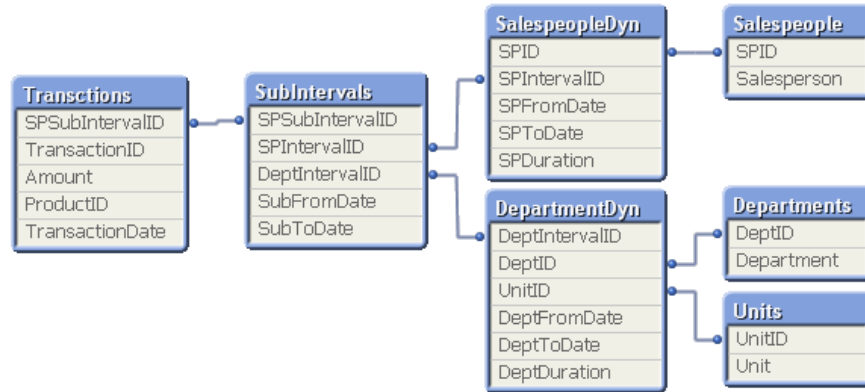 Transctions
SPSubIntervalID
TransactionID
Amount
ProductID
TransactionDate
SubIntervals
SPSubIntervalID
SPIntervalID
DeptIntervalID
SubFromDate
SubToDate
SalespeopleDyn
SPID
SPIntervalID
SPFromDate
SPToDate
SPDuration
DepartmentDyn
DeptIntervalID
DeptID
UnitID
DeptFromDate
DeptToDate
DeptDuration
Salespeople
SPID
Salesperson
Departments
DeptID
Department
Units
UnitID
Unit